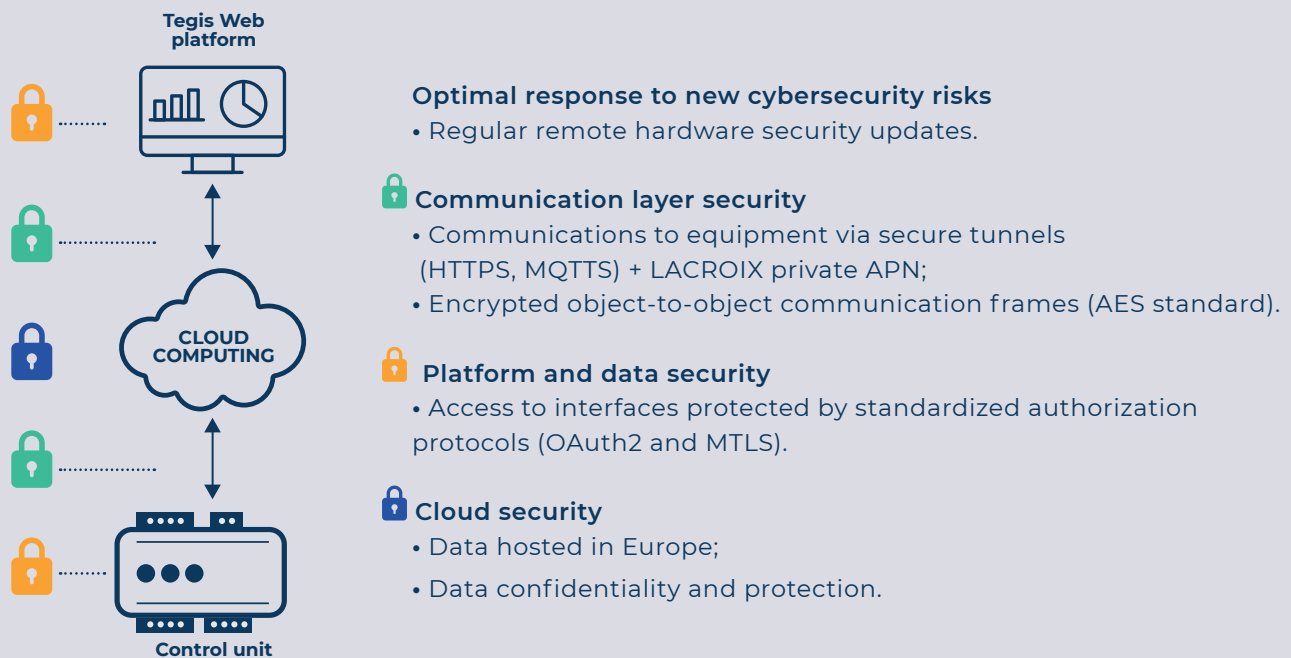 Tegis Web
platform
CLOUD
COMPUTING
Control unit
Optimal response to new cybersecurity risks
• Regular remote hardware security updates.
Communication layer security
• Communications to equipment via secure tunnels
(HTTPS, MQTTS) + LACROIX private APN;
• Encrypted object-to-object communication frames (AES standard).
Platform and data security
• Access to interfaces protected by standardized authorization
protocols (OAuth2 and MTLS).
Cloud security
• Data hosted in Europe;
• Data confidentiality and protection.